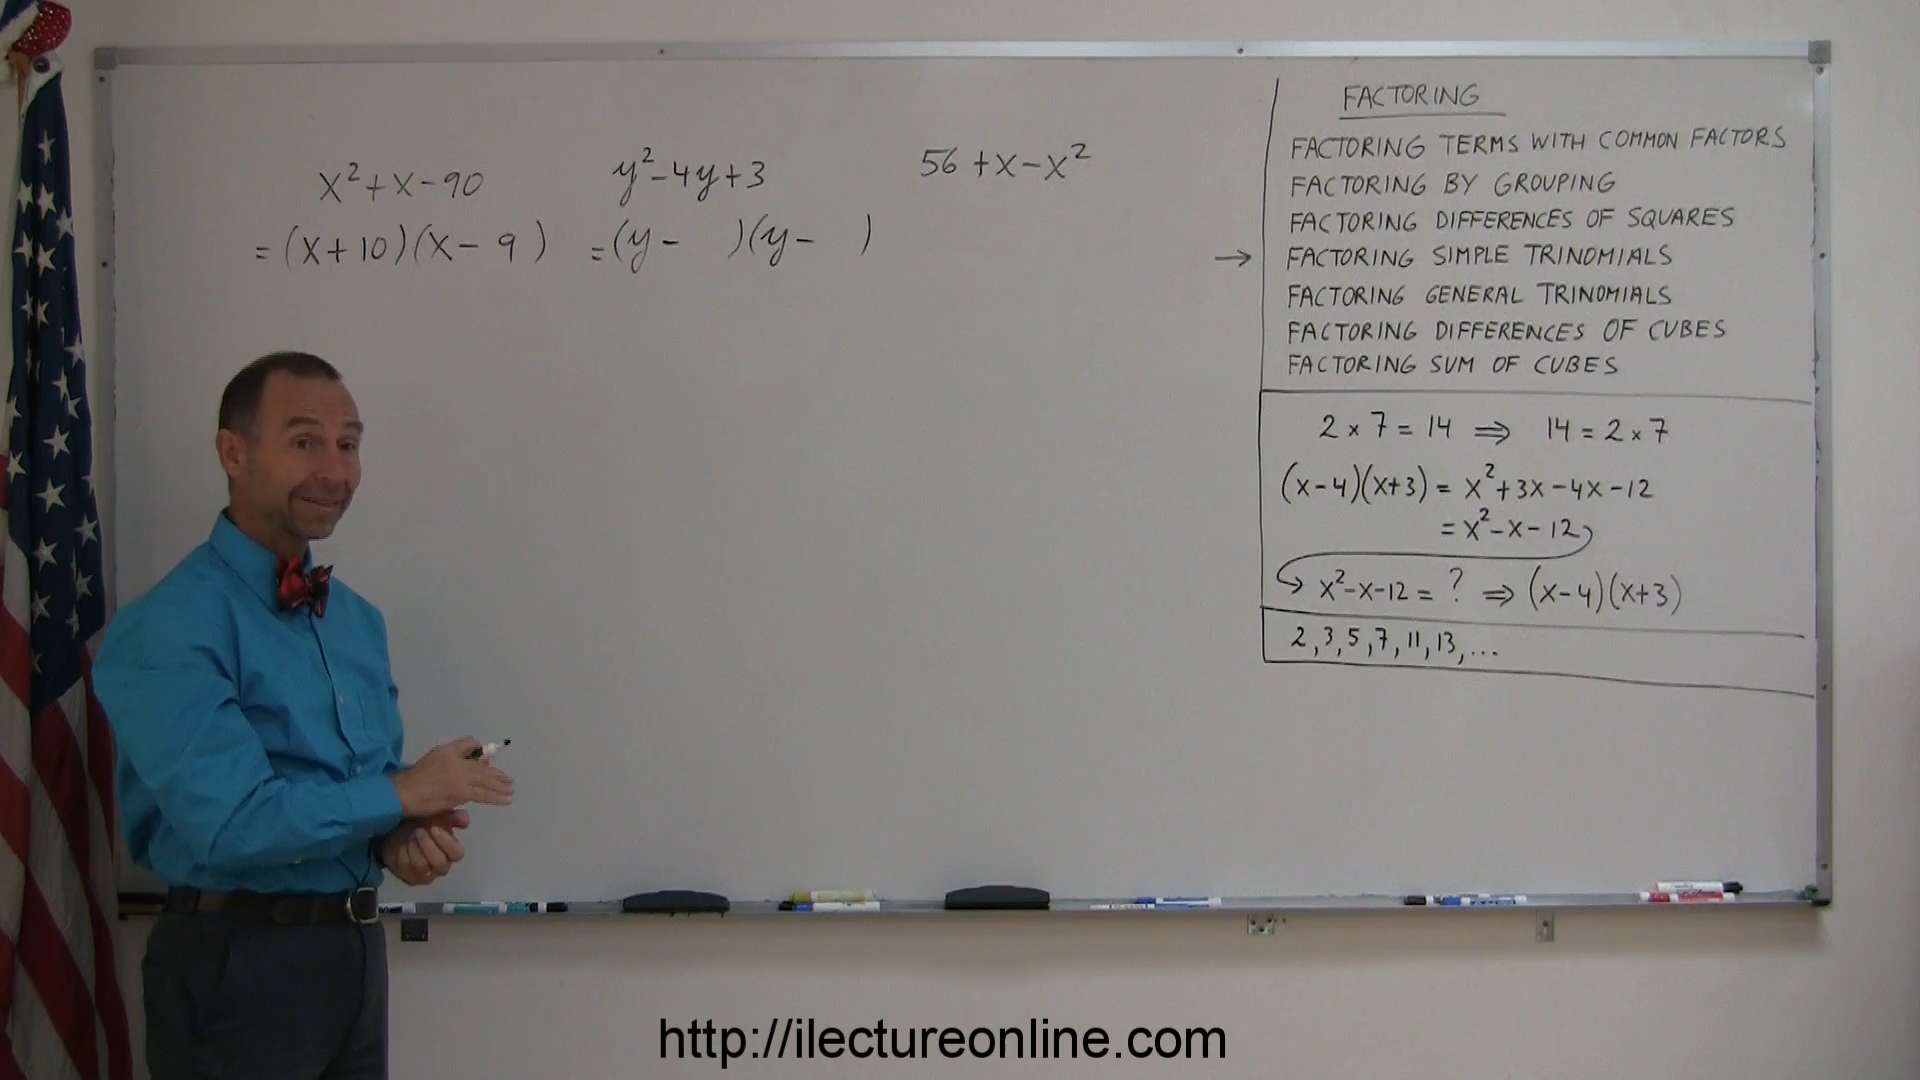 x²+x-90
=(x+10)(x- 9 )
y²-4y+3
=(y-   )(y-   )
56+x-x²
FACTORING
FACTORING TERMS WITH COMMON FACTORS
FACTORING BY GROUPING
FACTORING DIFFERENCES OF SQUARES
→ FACTORING SIMPLE TRINOMIALS
FACTORING GENERAL TRINOMIALS
FACTORING DIFFERENCES OF CUBES
FACTORING SUM OF CUBES
2 × 7 = 14 ⇒ 14 = 2 × 7
(x-4)(x+3) = x²+3x-4x-12
= x²-x-12
x²-x-12 = ? ⇒ (x-4)(x+3)
2,3,5,7,11,13,...
http://ilectureonline.com